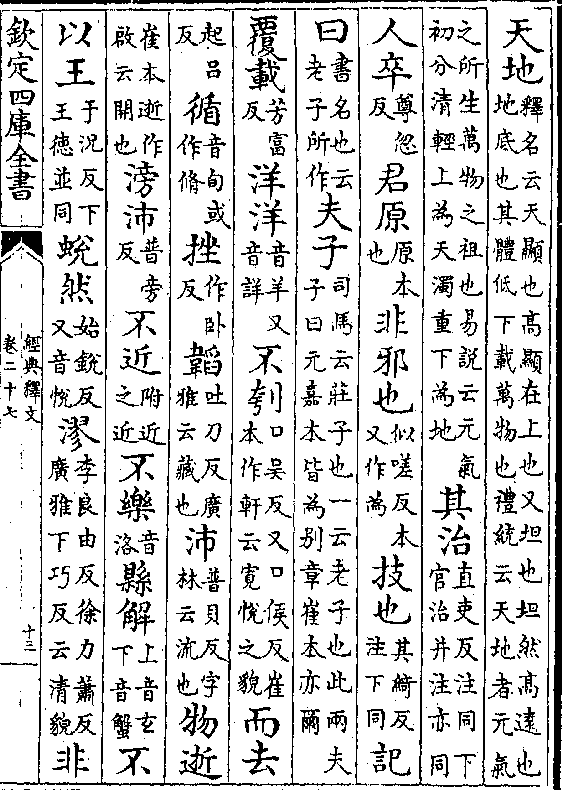 天地釋名云天顯也高顯在上也又坦也坦然高遠也地底也其體低下載萬物也禮統云天地者元氣
之所生萬物之祖也易說云元氣初分清輕上為天濁重下為地其治直吏反注同下官治并注亦同
人卒尊忽反君原原本也非邪也似嗟反本又作為技也其綺反注下同記
曰書名也云老子所作夫子司馬云莊子也一云老子也此兩夫子曰元嘉本皆為別章崔本亦爾
覆載芳富反洋洋音羊又音詳不刳口吳反又口侯反崔本作軒云寛悅之貌而去
起呂反循音旬或作脩挫作卧反韜吐刀反廣雅云藏也沛普貝反字林云流也物逝
崔本逝作啟云開也滂沛普旁反不近附近之近不樂音洛縣解上音玄下音蟹不
以王于況反下王德並同蛻然始銳反又音悅漻李良由反徐力蕭反廣雅下巧反云清貌非
欽定四庫全書
經典釋文
卷二十七
十三